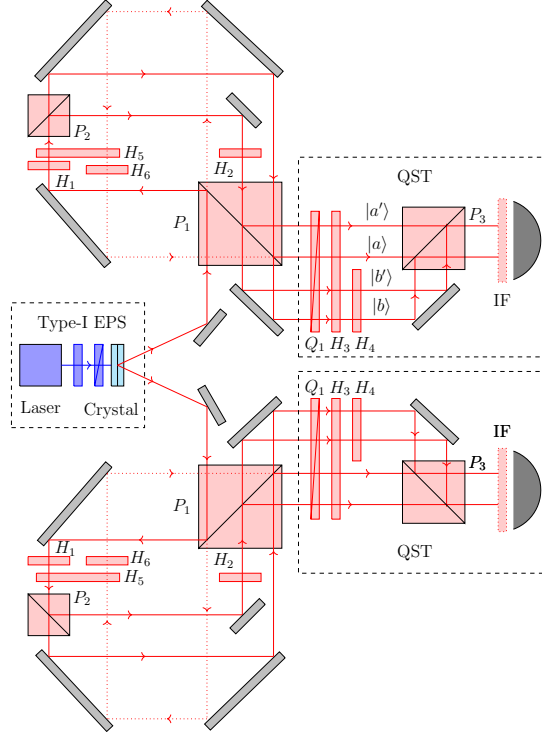 P₂
H₅
H₁
H₆
H₂
QST
P₁
|a′⟩
P₃
|a⟩
|b′⟩
|b⟩
IF
Q₁ H₃ H₄
Type-I EPS
Laser
Crystal
Q₁ H₃ H₄
IF
P₁
P₃
H₁
H₆
H₂
H₅
QST
P₂